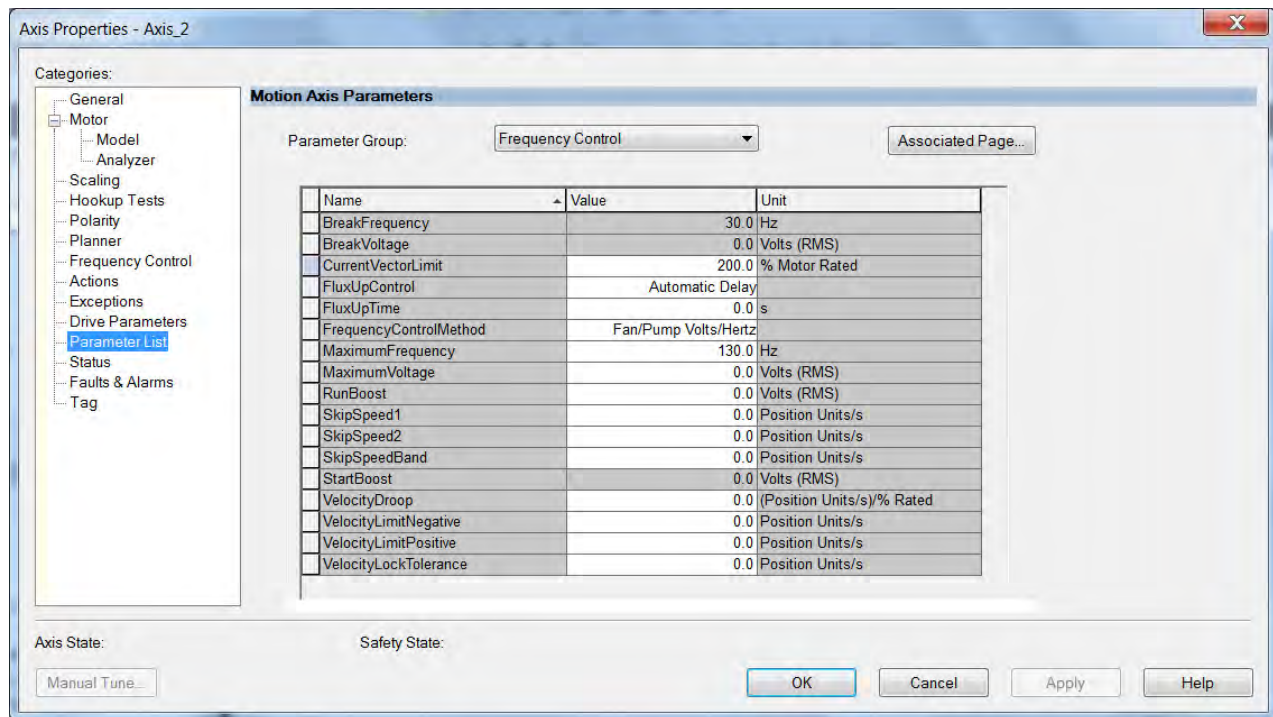 Axis Properties - Axis_2
X
Categories:
General
Motor
Model
Analyzer
Scaling
Hookup Tests
Polarity
Planner
Frequency Control
Actions
Exceptions
Drive Parameters
Parameter List
Status
Faults & Alarms
Tag
Motion Axis Parameters
Parameter Group: Frequency Control Associated Page...
Name Value Unit
BreakFrequency 30.0 Hz
BreakVoltage 0.0 Volts (RMS)
CurrentVectorLimit 200.0 % Motor Rated
FluxUpControl Automatic Delay
FluxUpTime 0.0 s
FrequencyControlMethod Fan/Pump Volts/Hertz
MaximumFrequency 130.0 Hz
MaximumVoltage 0.0 Volts (RMS)
RunBoost 0.0 Volts (RMS)
SkipSpeed1 0.0 Position Units/s
SkipSpeed2 0.0 Position Units/s
SkipSpeedBand 0.0 Position Units/s
StartBoost 0.0 Volts (RMS)
VelocityDroop 0.0 (Position Units/s)/% Rated
VelocityLimitNegative 0.0 Position Units/s
VelocityLimitPositive 0.0 Position Units/s
VelocityLockTolerance 0.0 Position Units/s
Axis State: Safety State:
Manual Tune... OK Cancel Apply Help